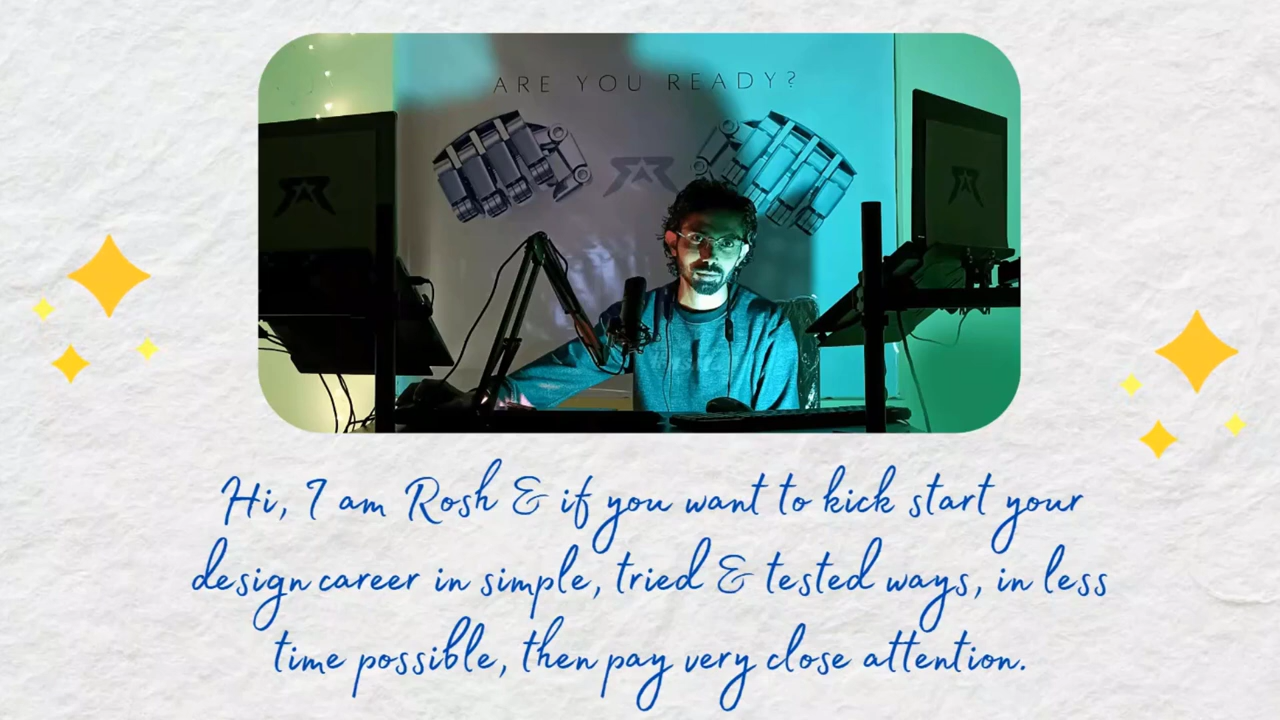 ARE YOU READY?
Hi, I am Rosh & if you want to kick start your
design career in simple, tried & tested ways, in less
time possible, then pay very close attention.